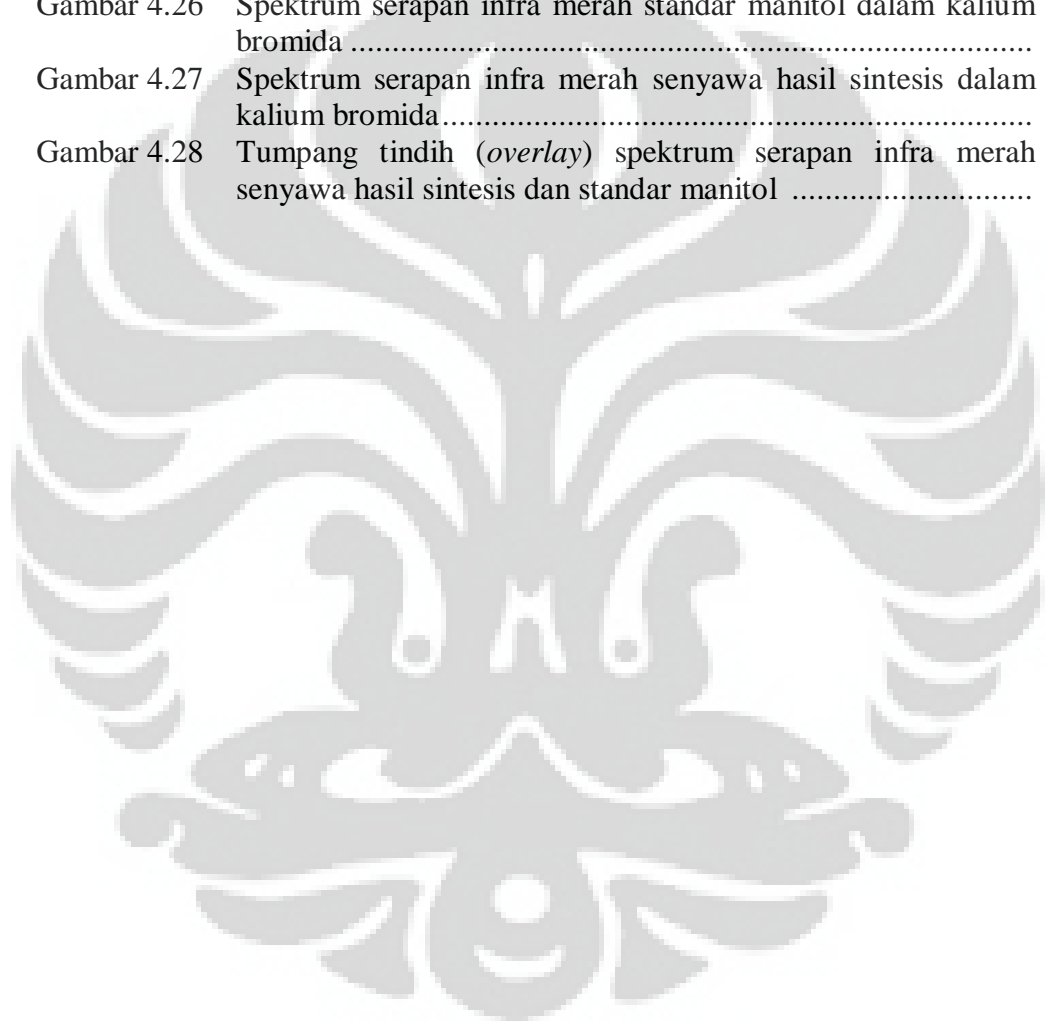 Gambar 4.26 Spektrum serapan infra merah standar manitol dalam kalium
bromida ..............................................................................
Gambar 4.27 Spektrum serapan infra merah senyawa hasil sintesis dalam
kalium bromida...................................................................
Gambar 4.28 Tumpang tindih (overlay) spektrum serapan infra merah
senyawa hasil sintesis dan standar manitol ...........................